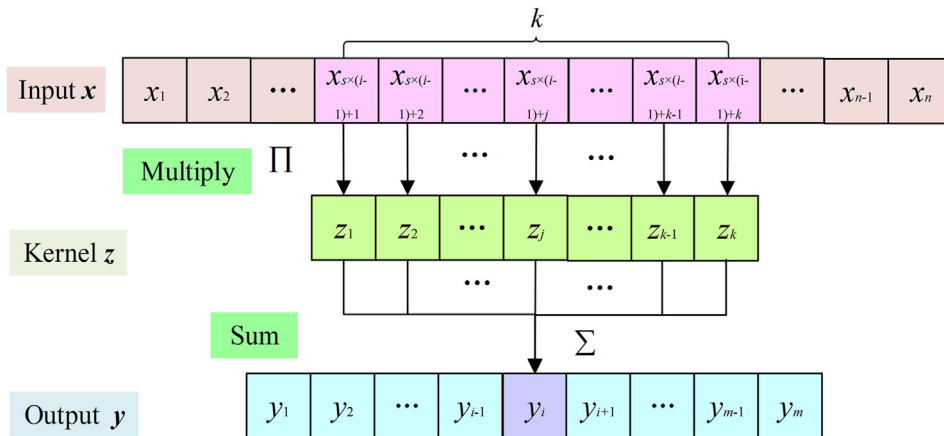 k
Input x x₁ x₂ ... xₛ×(i-1)+1 xₛ×(i-1)+2 ... xₛ×(i-1)+j ... xₛ×(i-1)+k-1 xₛ×(i-1)+k ... xₙ₋₁ xₙ
Multiply ∏ ... ...
Kernel z z₁ z₂ ... zⱼ ... zₖ₋₁ zₖ
... ...
Sum ∑
Output y y₁ y₂ ... yᵢ₋₁ yᵢ yᵢ₊₁ ... yₘ₋₁ yₘ